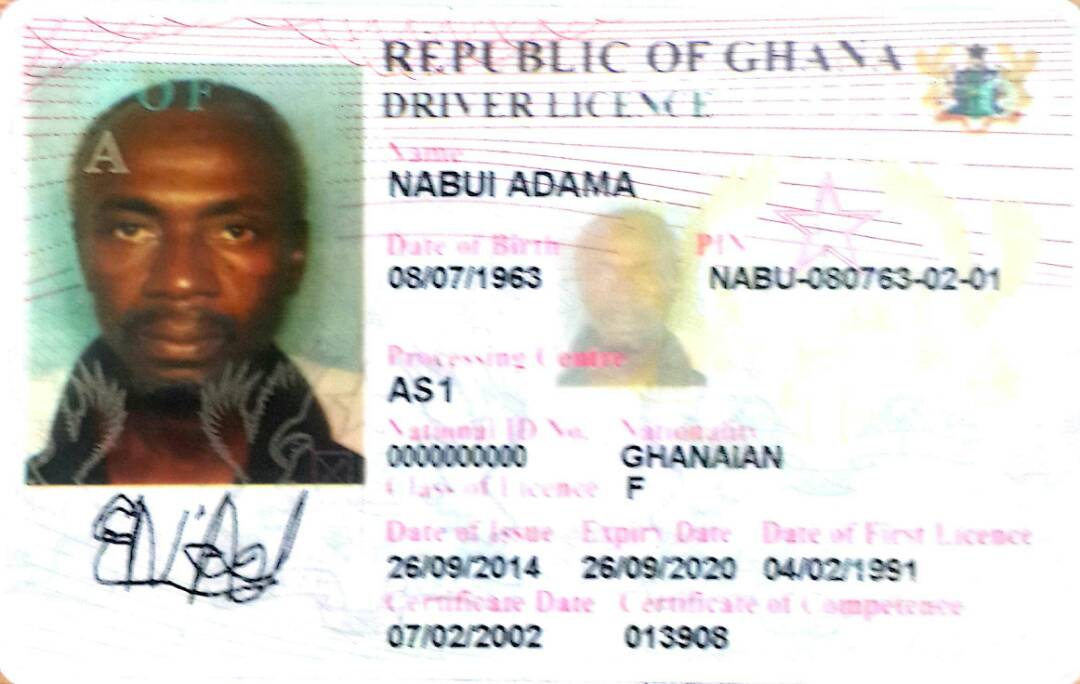 REPUBLIC OF GHANA
DRIVER LICENCE
OF
A
Name
NABUI ADAMA
Date of Birth PIN
08/07/1963 NABU-080763-02-01
Processing Centre
AS1
National ID No. Nationality
0000000000 GHANAIAN
Class of Licence F
Date of Issue Expiry Date Date of First Licence
26/09/2014 26/09/2020 04/02/1991
Certificate Date Certificate of Competence
07/02/2002 013908